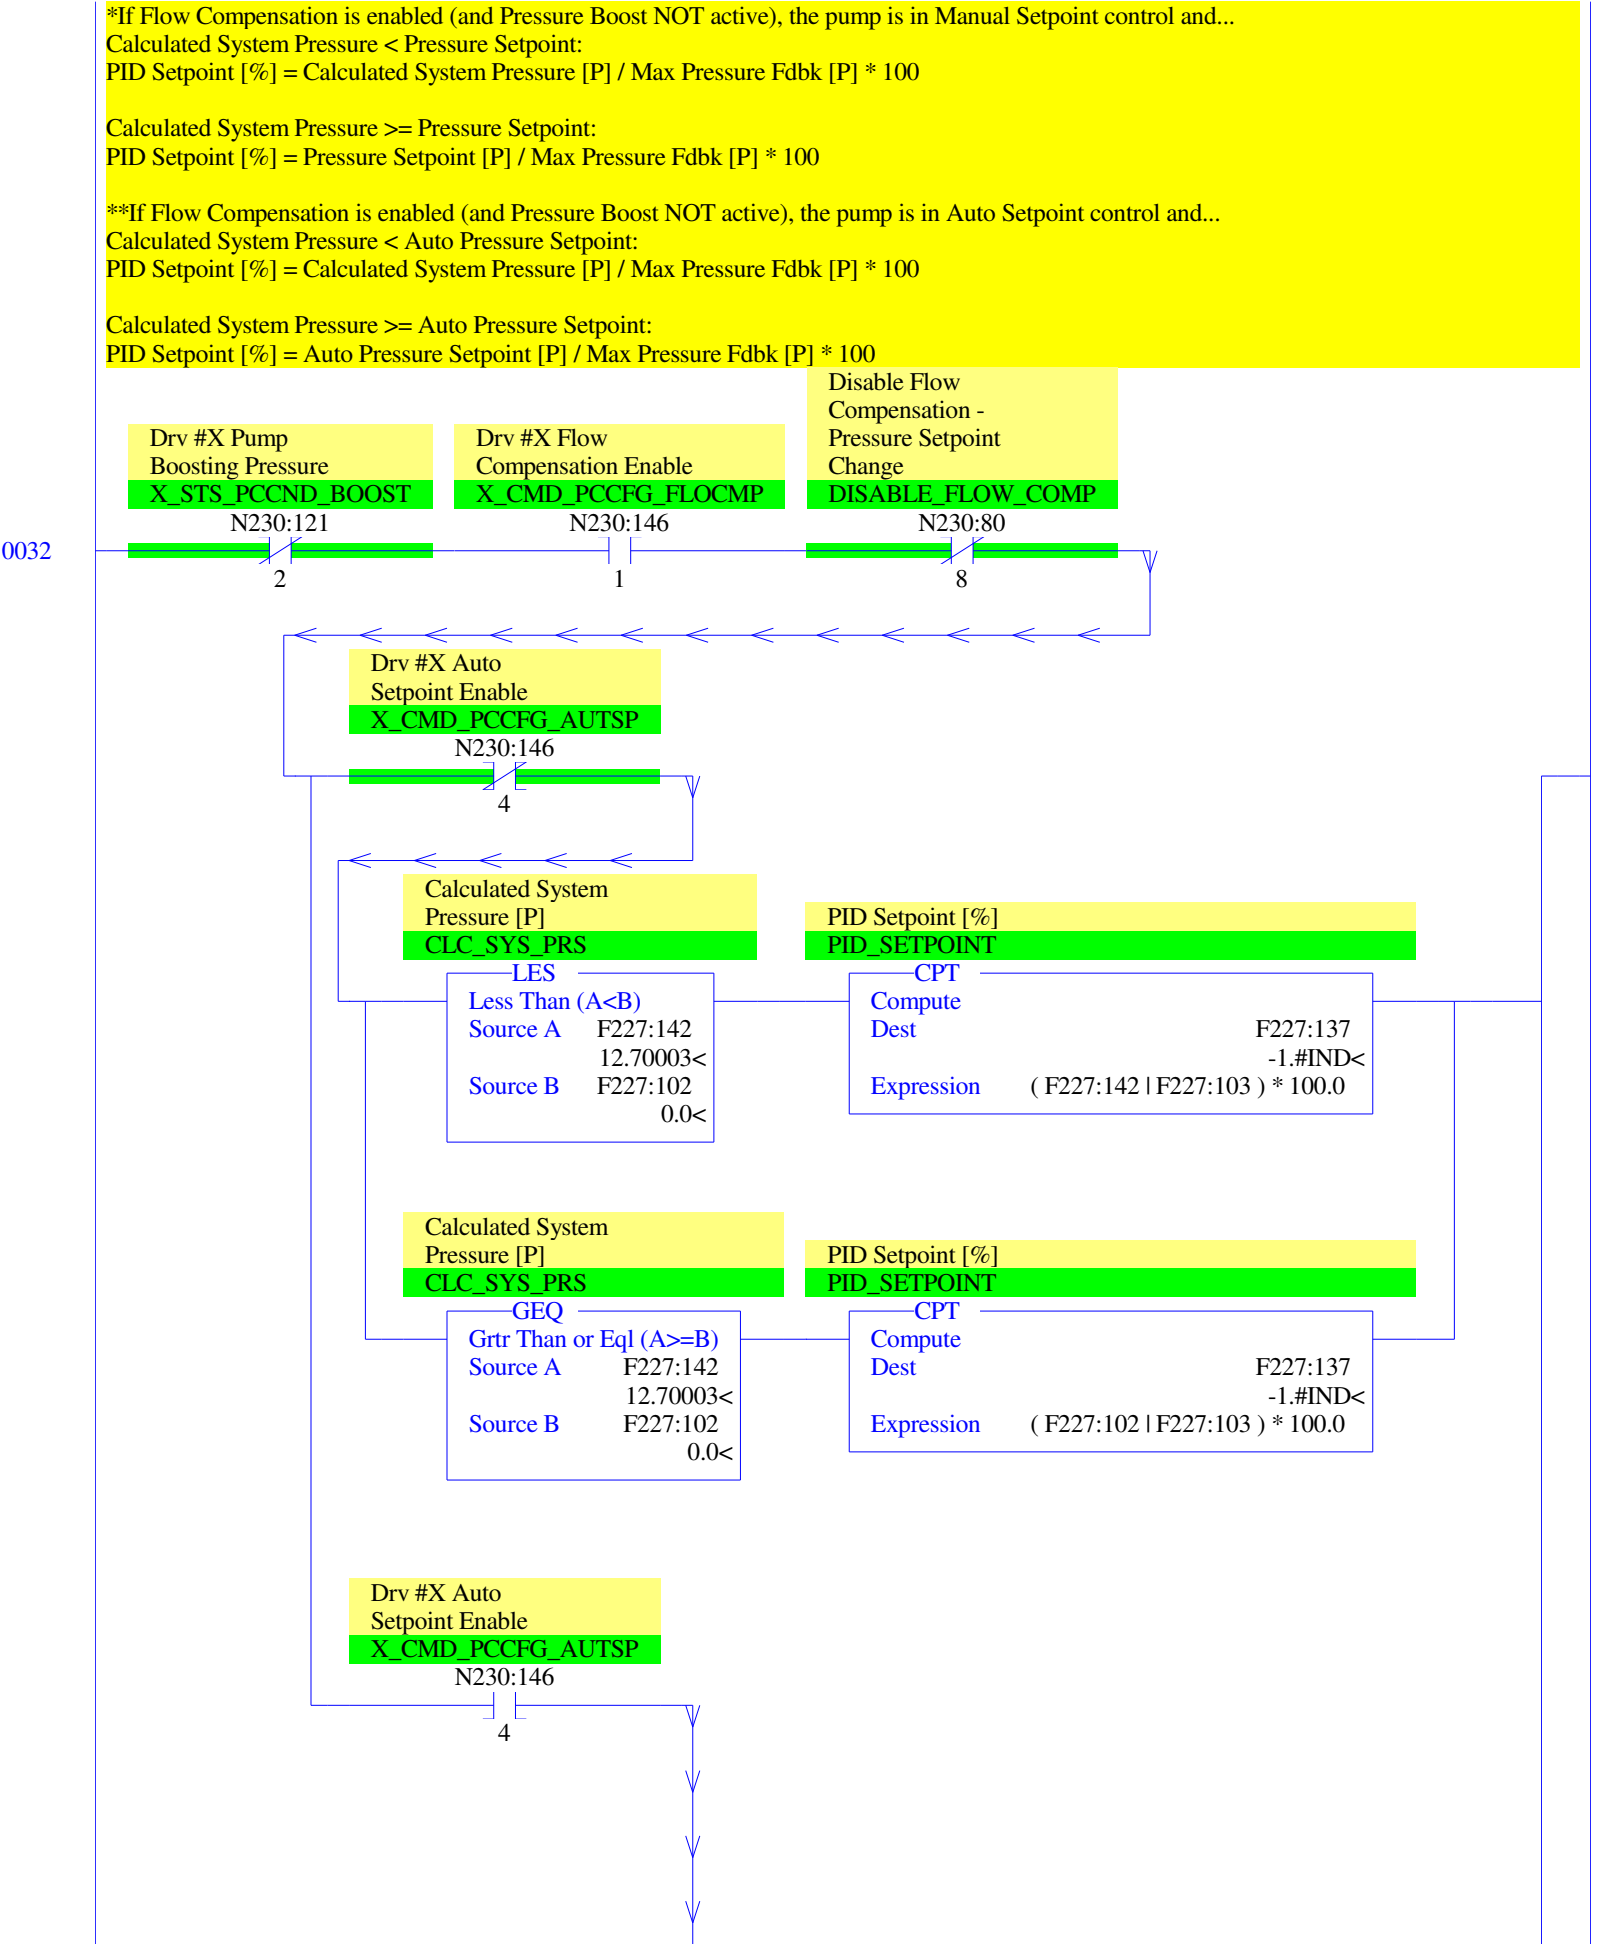 *If Flow Compensation is enabled (and Pressure Boost NOT active), the pump is in Manual Setpoint control and...
Calculated System Pressure < Pressure Setpoint:
PID Setpoint [%] = Calculated System Pressure [P] / Max Pressure Fdbk [P] * 100
Calculated System Pressure >= Pressure Setpoint:
PID Setpoint [%] = Pressure Setpoint [P] / Max Pressure Fdbk [P] * 100
**If Flow Compensation is enabled (and Pressure Boost NOT active), the pump is in Auto Setpoint control and...
Calculated System Pressure < Auto Pressure Setpoint:
PID Setpoint [%] = Calculated System Pressure [P] / Max Pressure Fdbk [P] * 100
Calculated System Pressure >= Auto Pressure Setpoint:
PID Setpoint [%] = Auto Pressure Setpoint [P] / Max Pressure Fdbk [P] * 100
Drv #X Pump
Boosting Pressure
X_STS_PCCND_BOOST
N230:121
2
Drv #X Flow
Compensation Enable
X_CMD_PCCFG_FLOCMP
N230:146
1
Disable Flow
Compensation -
Pressure Setpoint
Change
DISABLE_FLOW_COMP
N230:80
8
0032
Drv #X Auto
Setpoint Enable
X_CMD_PCCFG_AUTSP
N230:146
4
Calculated System
Pressure [P]
CLC_SYS_PRS
LES
Less Than (A<B)
Source A F227:142
12.70003<
Source B F227:102
0.0<
PID Setpoint [%]
PID_SETPOINT
CPT
Compute
Dest F227:137
-1.#IND<
Expression ( F227:142 | F227:103 ) * 100.0
Calculated System
Pressure [P]
CLC_SYS_PRS
GEQ
Grtr Than or Eql (A>=B)
Source A F227:142
12.70003<
Source B F227:102
0.0<
PID Setpoint [%]
PID_SETPOINT
CPT
Compute
Dest F227:137
-1.#IND<
Expression ( F227:102 | F227:103 ) * 100.0
Drv #X Auto
Setpoint Enable
X_CMD_PCCFG_AUTSP
N230:146
4